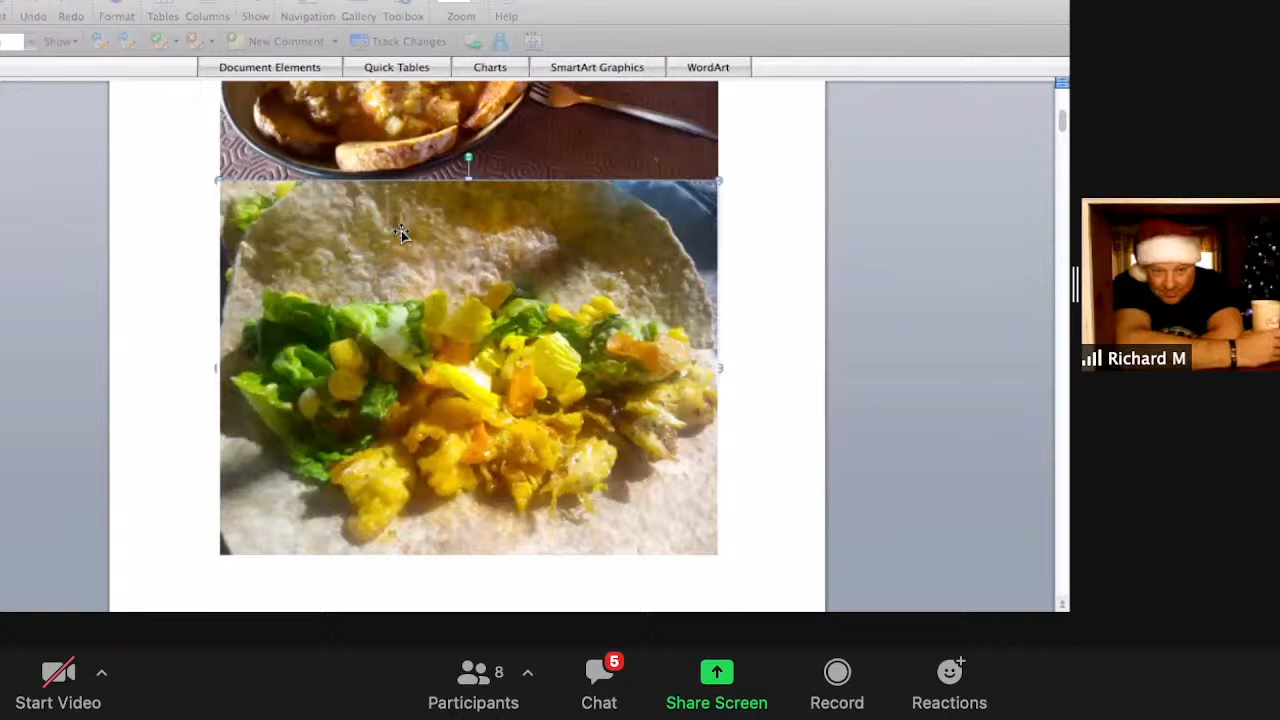 Undo Redo Format Tables Columns Show Navigation Gallery Toolbox Zoom Help
Show New Comment Track Changes
Document Elements Quick Tables Charts SmartArt Graphics WordArt
Richard M
5
8
Start Video Participants Chat Share Screen Record Reactions